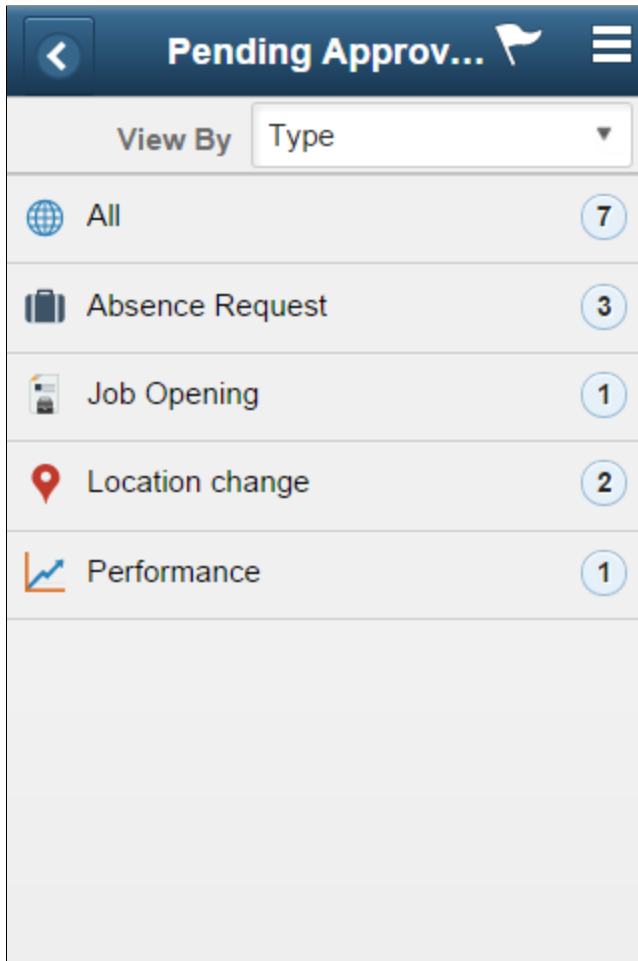 Pending Approv...
View By Type
All 7
Absence Request 3
Job Opening 1
Location change 2
Performance 1